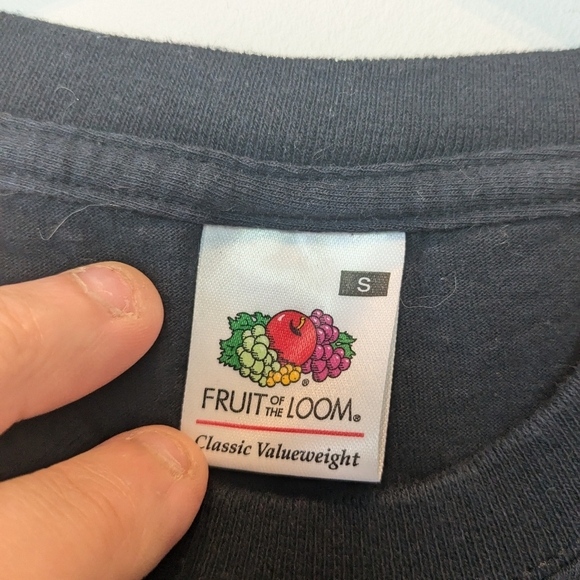 S
FRUIT OF THE LOOM®
Classic Valueweight